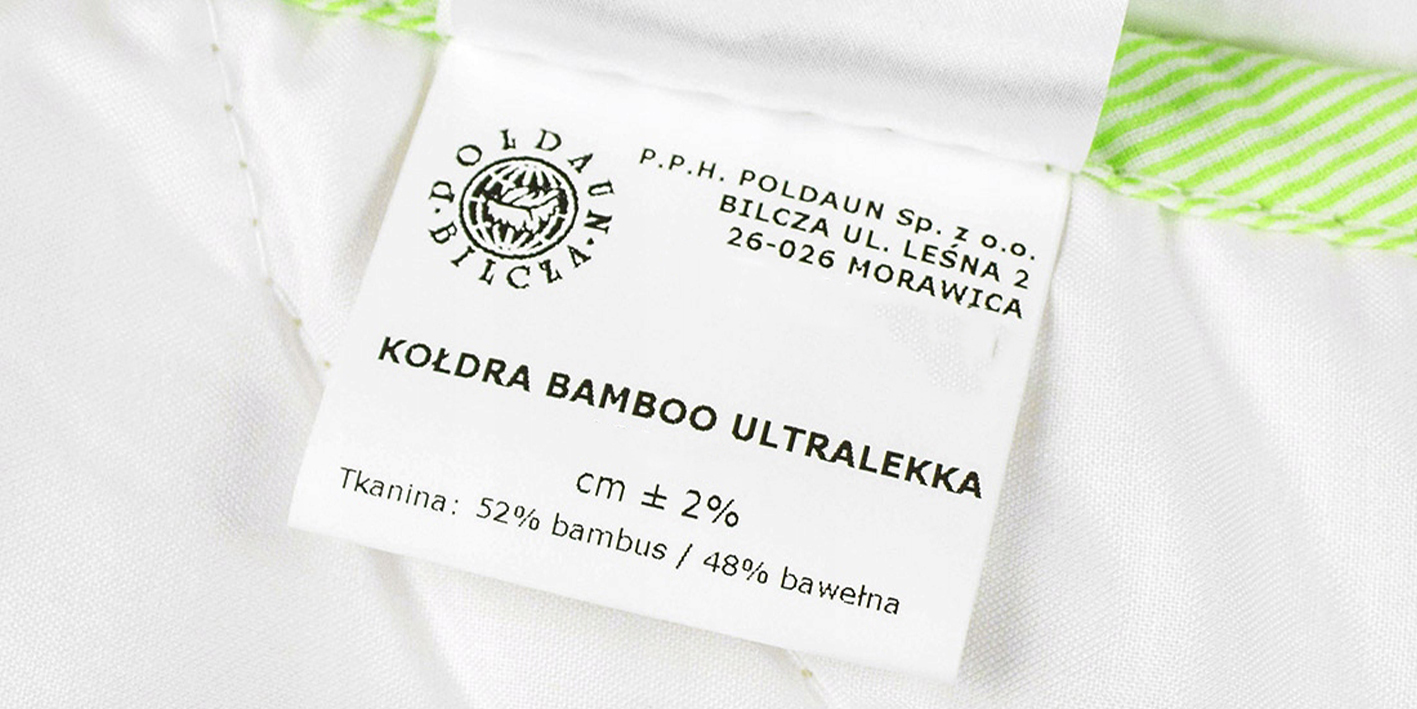 POŁDAUN·BILCZA·
P.P.H. POLDAUN Sp. z o.o.
BILCZA UL. LEŚNA 2
26-026 MORAWICA
KOŁDRA BAMBOO ULTRALEKKA
cm ± 2%
Tkanina: 52% bambus / 48% bawełna